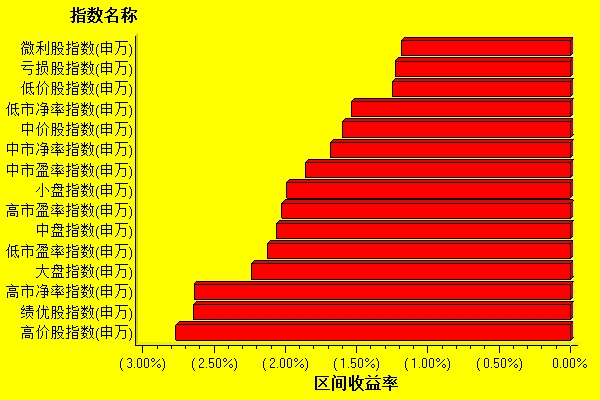 指数名称
微利股指数(申万)
亏损股指数(申万)
低价股指数(申万)
低市净率指数(申万)
中价股指数(申万)
中市净率指数(申万)
中市盈率指数(申万)
小盘指数(申万)
高市盈率指数(申万)
中盘指数(申万)
低市盈率指数(申万)
大盘指数(申万)
高市净率指数(申万)
绩优股指数(申万)
高价股指数(申万)
(3.00%) (2.50%) (2.00%) (1.50%) (1.00%) (0.50%) 0.00%
区间收益率